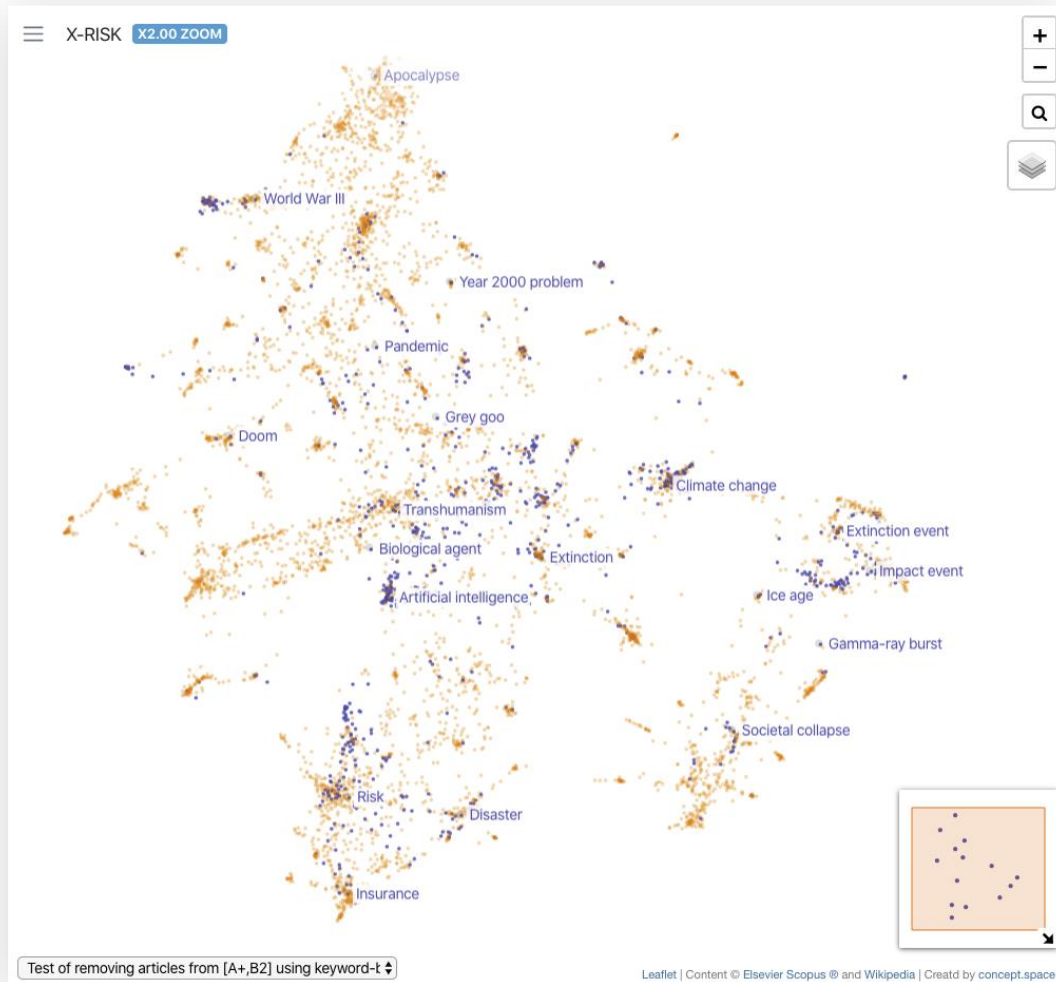 X-RISK X2.00 ZOOM
+
−
Apocalypse
World War III
Year 2000 problem
Pandemic
Grey goo
Doom
Climate change
Transhumanism
Extinction event
Biological agent
Extinction
Impact event
Ice age
Artificial intelligence
Gamma-ray burst
Societal collapse
Risk
Disaster
Insurance
Test of removing articles from [A+,B2] using keyword-
Leaflet | Content © Elsevier Scopus ® and Wikipedia | Creatd by concept.space